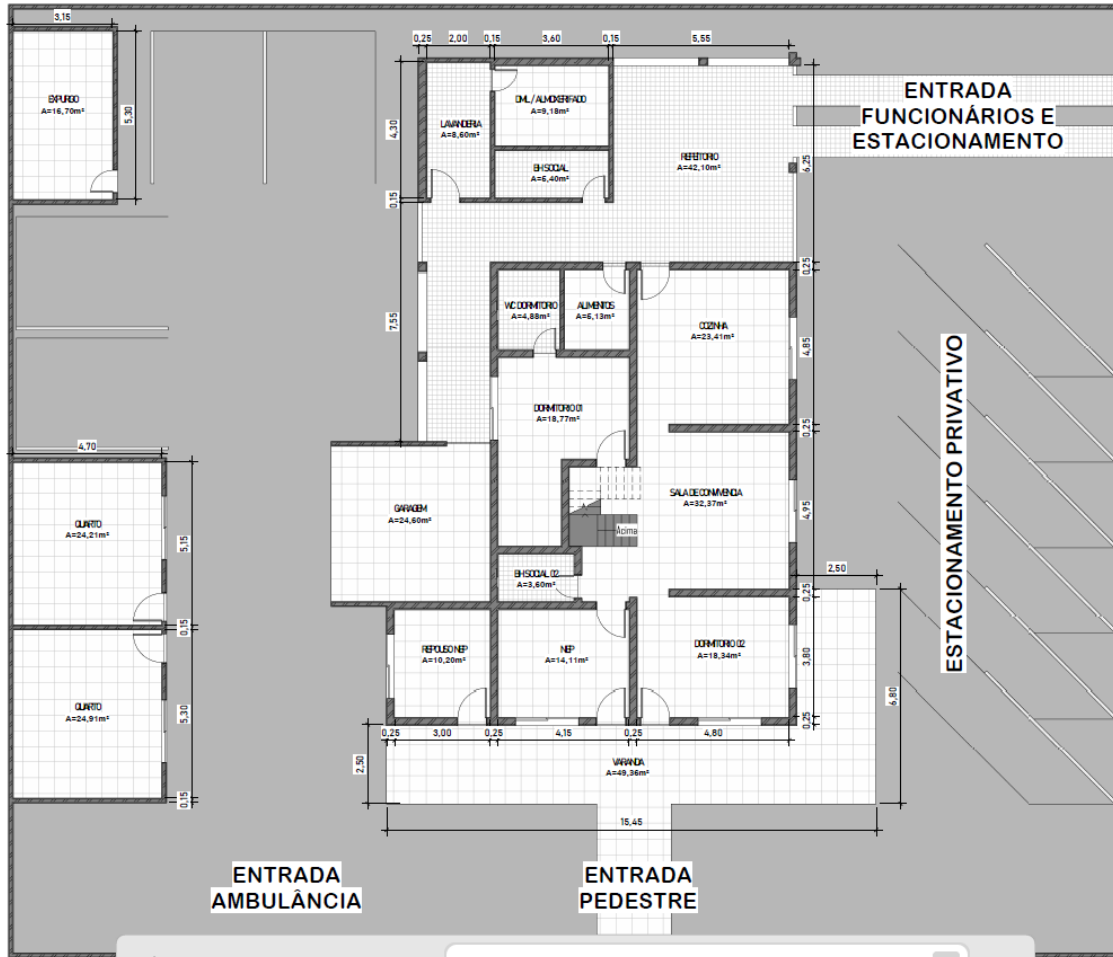 3,15
5,30
EXPURGO
A=16,70m²
0,25
2,00
0,15
3,60
0,15
5,55
4,30
0,15
7,55
LAVANDERIA
A=8,60m²
DML / ALMOXERIFADO
A=9,18m²
BH SOCIAL
A=5,40m²
REFEITORIO
A=42,10m²
6,25
ENTRADA
FUNCIONÁRIOS E
ESTACIONAMENTO
WC DORMITORIO
A=4,88m²
ALIMENTOS
A=5,13m²
COZINHA
A=23,41m²
0,25
4,85
0,25
DORMITORIO 01
A=18,77m²
4,70
QUARTO
A=24,21m²
5,15
0,15
GARAGEM
A=24,60m²
SALA DE CONVIVENCIA
A=32,37m²
Acima
4,95
0,25
BH SOCIAL 02
A=3,60m²
2,50
ESTACIONAMENTO PRIVATIVO
REPOUSO NEP
A=10,20m²
NEP
A=14,11m²
DORMITORIO 02
A=18,34m²
3,80
0,25
6,80
QUARTO
A=24,91m²
5,30
0,15
0,25
3,00
0,25
4,15
0,25
4,80
2,50
VARANDA
A=49,36m²
15,45
ENTRADA
AMBULÂNCIA
ENTRADA
PEDESTRE